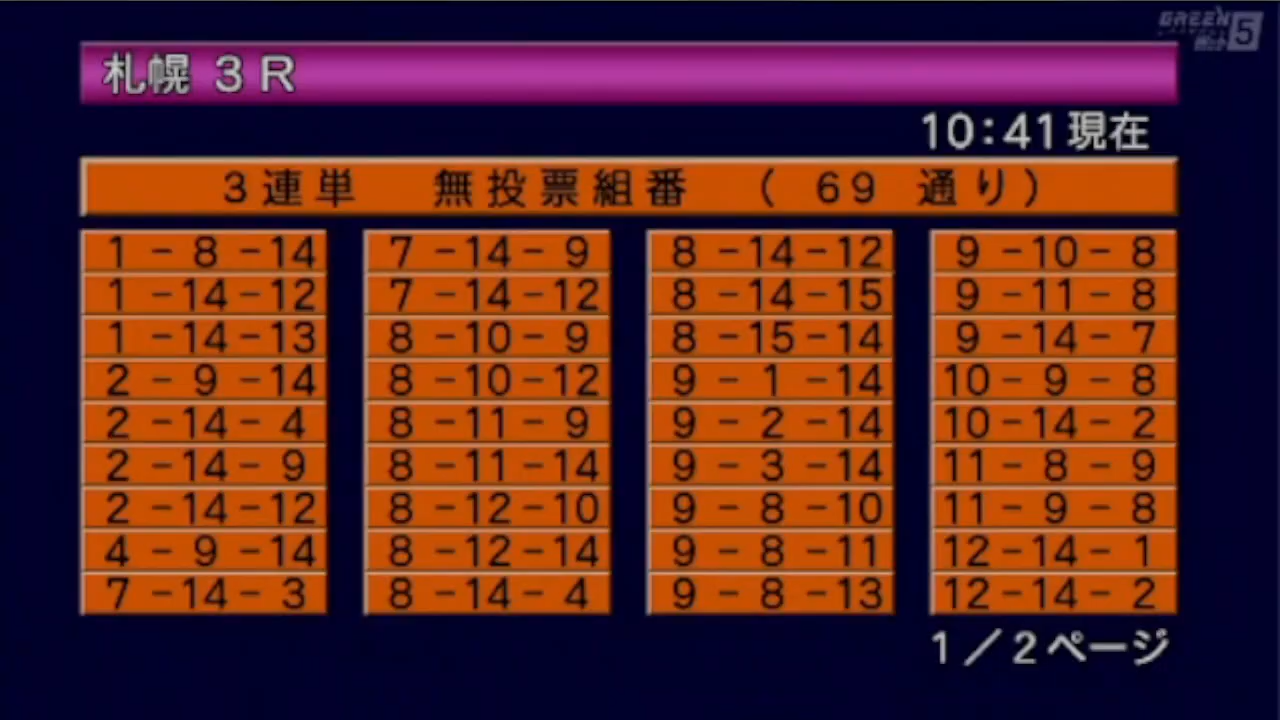 GREEN
CHANNEL
ポット 5
札幌 3R
10:41現在
3連単 無投票組番 ( 69 通り)
1 - 8 -14
1 -14-12
1 -14-13
2 - 9 -14
2 -14- 4
2 -14- 9
2 -14-12
4 - 9 -14
7 -14- 3
7 -14- 9
7 -14-12
8 -10- 9
8 -10-12
8 -11- 9
8 -11-14
8 -12-10
8 -12-14
8 -14- 4
8 -14-12
8 -14-15
8 -15-14
9 - 1 -14
9 - 2 -14
9 - 3 -14
9 - 8 -10
9 - 8 -11
9 - 8 -13
9 -10- 8
9 -11- 8
9 -14- 7
10- 9 - 8
10-14- 2
11- 8 - 9
11- 9 - 8
12-14- 1
12-14- 2
1/2ページ